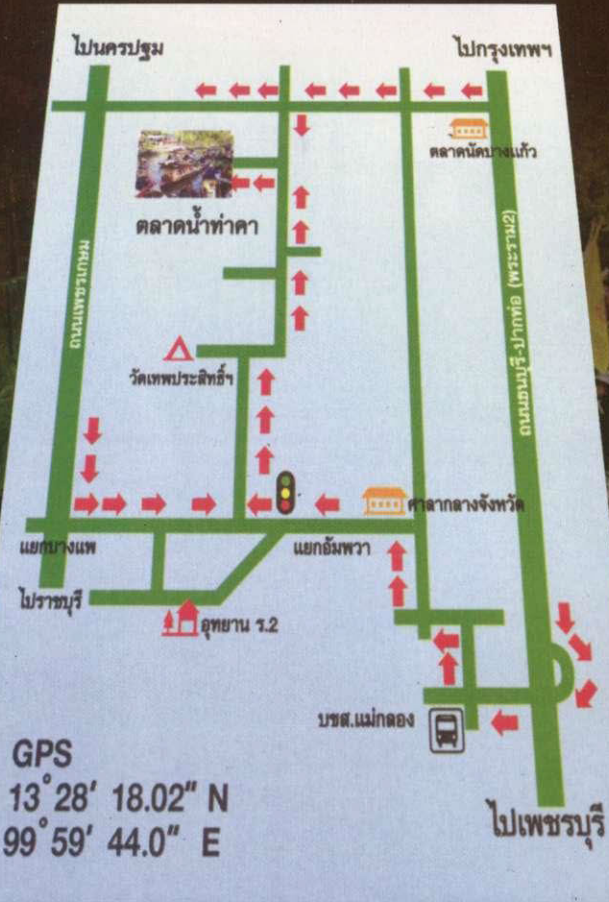 ไปนครปฐม
ไปกรุงเทพฯ
ตลาดนัดบางแก้ว
ตลาดน้ำท่าคา
ถนนเพชรเกษม
ถนนธนบุรี-ปากท่อ (พระราม2)
วัดเทพประสิทธิ์ฯ
ศาลากลางจังหวัด
แยกบางแพ
แยกอัมพวา
ไปราชบุรี
อุทยาน ร.2
บขส.แม่กลอง
GPS
13° 28' 18.02" N
99° 59' 44.0" E
ไปเพชรบุรี